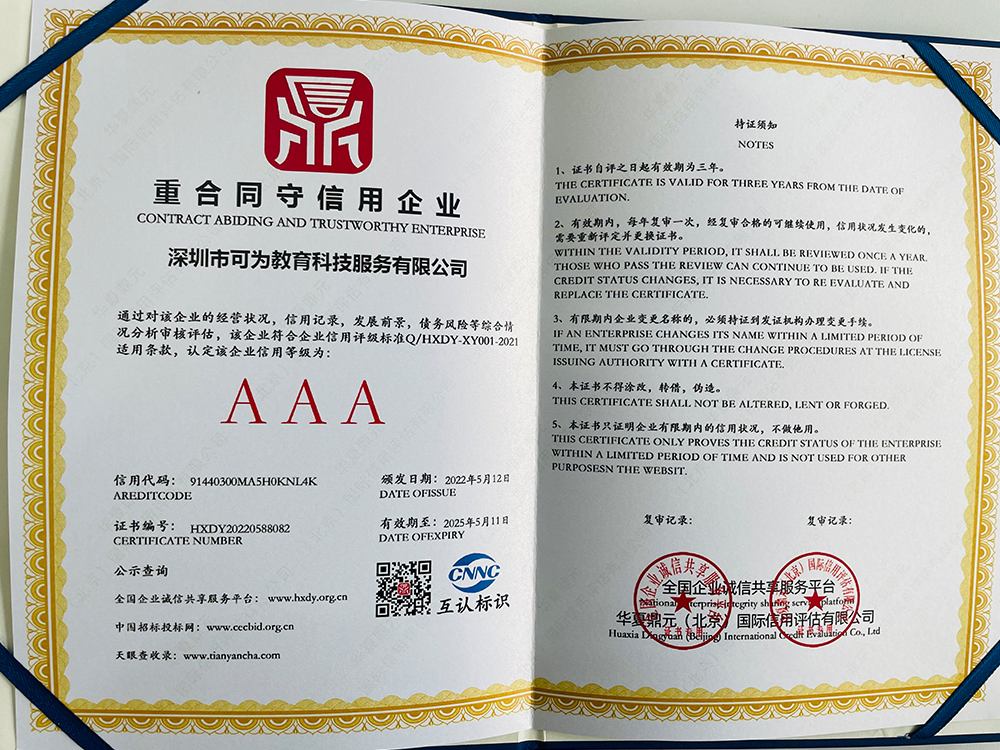 重合同守信用企业
CONTRACT ABIDING AND TRUSTWORTHY ENTERPRISE
深圳市可为教育科技服务有限公司
通过对该企业的经营状况，信用记录，发展前景，债务风险等综合情
况分析审核评估，该企业符合企业信用评级标准Q/HXDY-XY001-2021
适用条款，认定该企业信用等级为：
AAA
信用代码： 91440300MA5H0KNL4K
AREDITCODE
颁发日期：2022年5月12日
DATE OFISSUE
证书编号： HXDY20220588082
CERTIFICATE NUMBER
有效期至：2025年5月11日
DATE OFEXPIRY
公示查询
全国企业诚信共享服务平台：www.hxdy.org.cn
中国招标投标网：www.cecbid.org.cn
天眼查收录：www.tianyancha.com
CNNC
互认标识
持证须知
NOTES
1、证书自评之日起有效期为三年。
THE CERTIFICATE IS VALID FOR THREE YEARS FROM THE DATE OF
EVALUATION.
2、有效期内，每年复审一次，经复审合格的可继续使用，信用状况发生变化的，
需要重新评定并更换证书。
WITHIN THE VALIDITY PERIOD, IT SHALL BE REVIEWED ONCE A YEAR.
THOSE WHO PASS THE REVIEW CAN CONTINUE TO BE USED. IF THE
CREDIT STATUS CHANGES, IT IS NECESSARY TO RE EVALUATE AND
REPLACE THE CERTIFICATE.
3、有限期内企业变更名称的，必须持证到发证机构办理变更手续。
IF AN ENTERPRISE CHANGES ITS NAME WITHIN A LIMITED PERIOD OF
TIME, IT MUST GO THROUGH THE CHANGE PROCEDURES AT THE LICENSE
ISSUING AUTHORITY WITH A CERTIFICATE.
4、本证书不得涂改，转借，伪造。
THIS CERTIFICATE SHALL NOT BE ALTERED, LENT OR FORGED.
5、本证书只证明企业有限期内的信用状况，不做他用。
THIS CERTIFICATE ONLY PROVES THE CREDIT STATUS OF THE ENTERPRISE
WITHIN A LIMITED PERIOD OF TIME AND IS NOT USED FOR OTHER
PURPOSESN THE WEBSIT.
复审记录：
复审记录：
全国企业诚信共享服务平台
National enterprise integrity sharing service platform
华夏鼎元（北京）国际信用评估有限公司
Huaxia Dingyuan (Beijing) International Credit Evaluation Co., Ltd